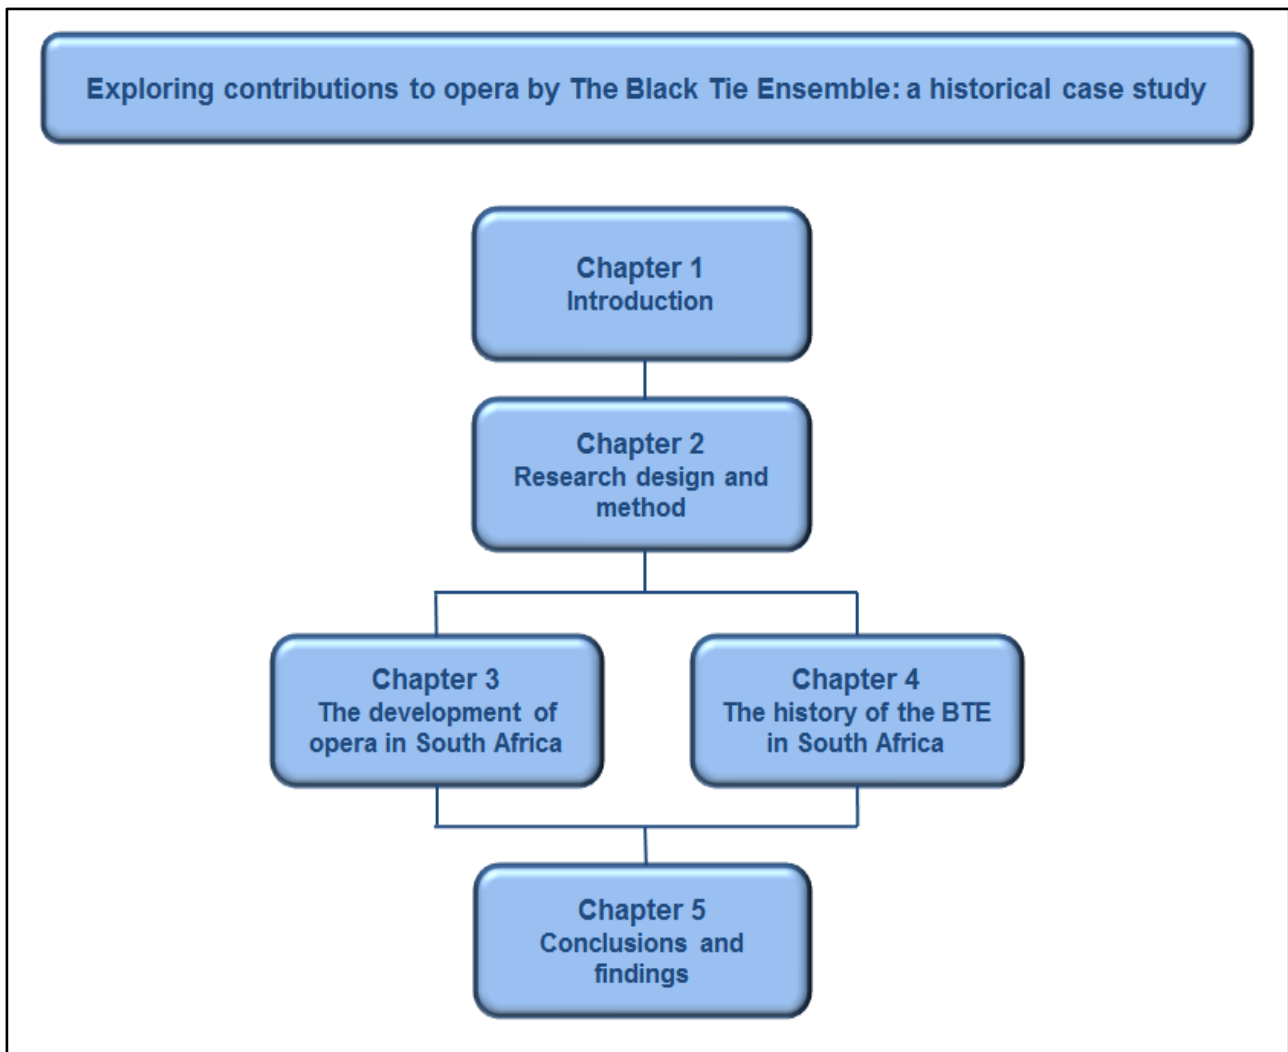 Exploring contributions to opera by The Black Tie Ensemble: a historical case study
Chapter 1
Introduction
Chapter 2
Research design and
method
Chapter 3
The development of
opera in South Africa
Chapter 4
The history of the BTE
in South Africa
Chapter 5
Conclusions and
findings